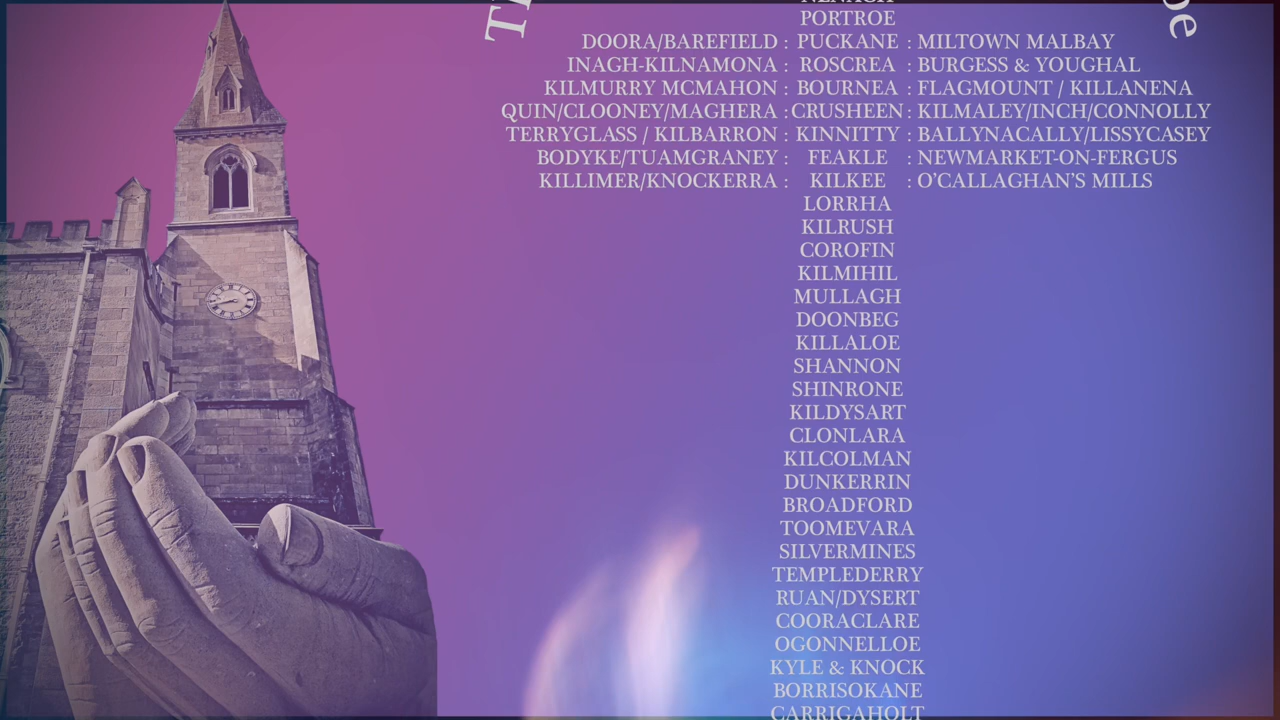 NENAGH
PORTROE
DOORA/BAREFIELD : PUCKANE : MILTOWN MALBAY
INAGH-KILNAMONA : ROSCREA : BURGESS & YOUGHAL
KILMURRY MCMAHON : BOURNEA : FLAGMOUNT / KILLANENA
QUIN/CLOONEY/MAGHERA : CRUSHEEN : KILMALEY/INCH/CONNOLLY
TERRYGLASS / KILBARRON : KINNITTY : BALLYNACALLY/LISSYCASEY
BODYKE/TUAMGRANEY : FEAKLE : NEWMARKET-ON-FERGUS
KILLIMER/KNOCKERRA : KILKEE : O'CALLAGHAN'S MILLS
LORRHA
KILRUSH
COROFIN
KILMIHIL
MULLAGH
DOONBEG
KILLALOE
SHANNON
SHINRONE
KILDYSART
CLONLARA
KILCOLMAN
DUNKERRIN
BROADFORD
TOOMEVARA
SILVERMINES
TEMPLEDERRY
RUAN/DYSERT
COORACLARE
OGONNELLOE
KYLE & KNOCK
BORRISOKANE
CARRIGAHOLT